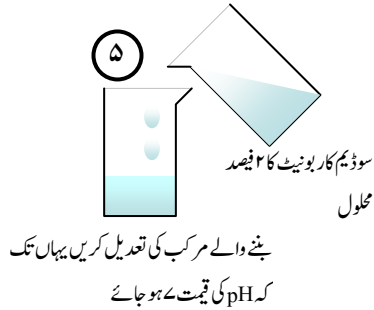 ۵
سوڈیم کاربونیٹ کا ۲ فیصد
محلول
بننے والے مرکب کی تعدیل کریں یہاں تک
کہ pH کی قیمت ۷ ہو جائے